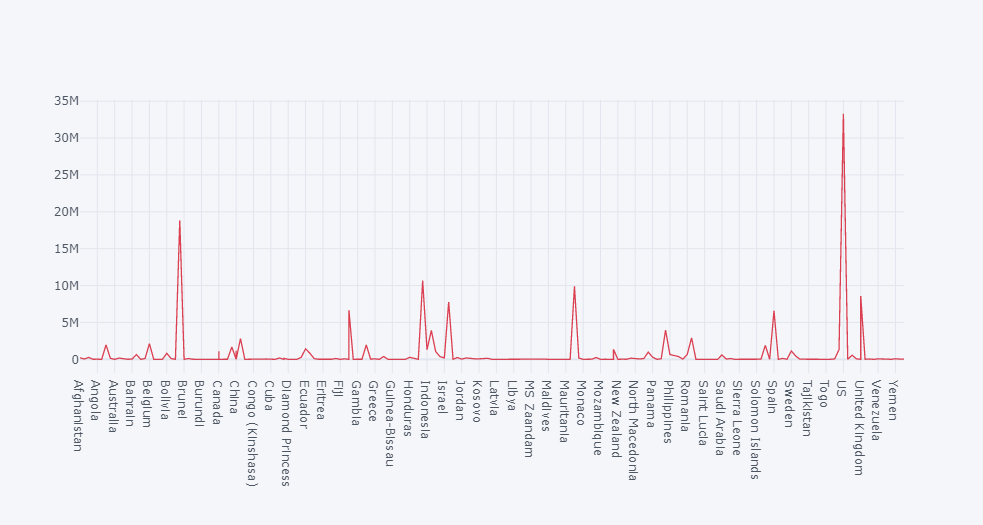 35M
30M
25M
20M
15M
10M
5M
0
Afghanistan
Angola
Australia
Bahrain
Belgium
Bolivia
Brunei
Burundi
Canada
China
Congo (Kinshasa)
Cuba
Diamond Princess
Ecuador
Eritrea
Fiji
Gambia
Greece
Guinea-Bissau
Honduras
Indonesia
Israel
Jordan
Kosovo
Latvia
Libya
MS Zaandam
Maldives
Mauritania
Monaco
Mozambique
New Zealand
North Macedonia
Panama
Philippines
Romania
Saint Lucia
Saudi Arabia
Sierra Leone
Solomon Islands
Spain
Sweden
Tajikistan
Togo
US
United Kingdom
Venezuela
Yemen